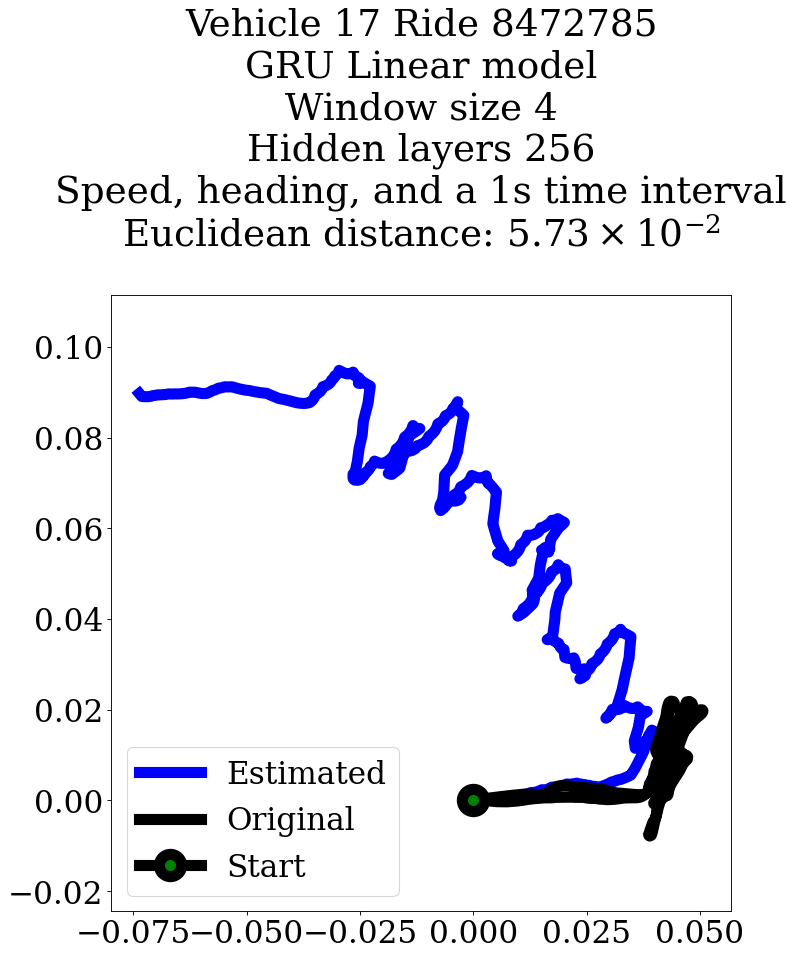 Vehicle 17 Ride 8472785
GRU Linear model
Window size 4
Hidden layers 256
Speed, heading, and a 1s time interval
Euclidean distance: 5.73 × 10⁻²
0.10
0.08
0.06
0.04
0.02
0.00
−0.02
Estimated
Original
Start
−0.075 −0.050 −0.025 0.000 0.025 0.050